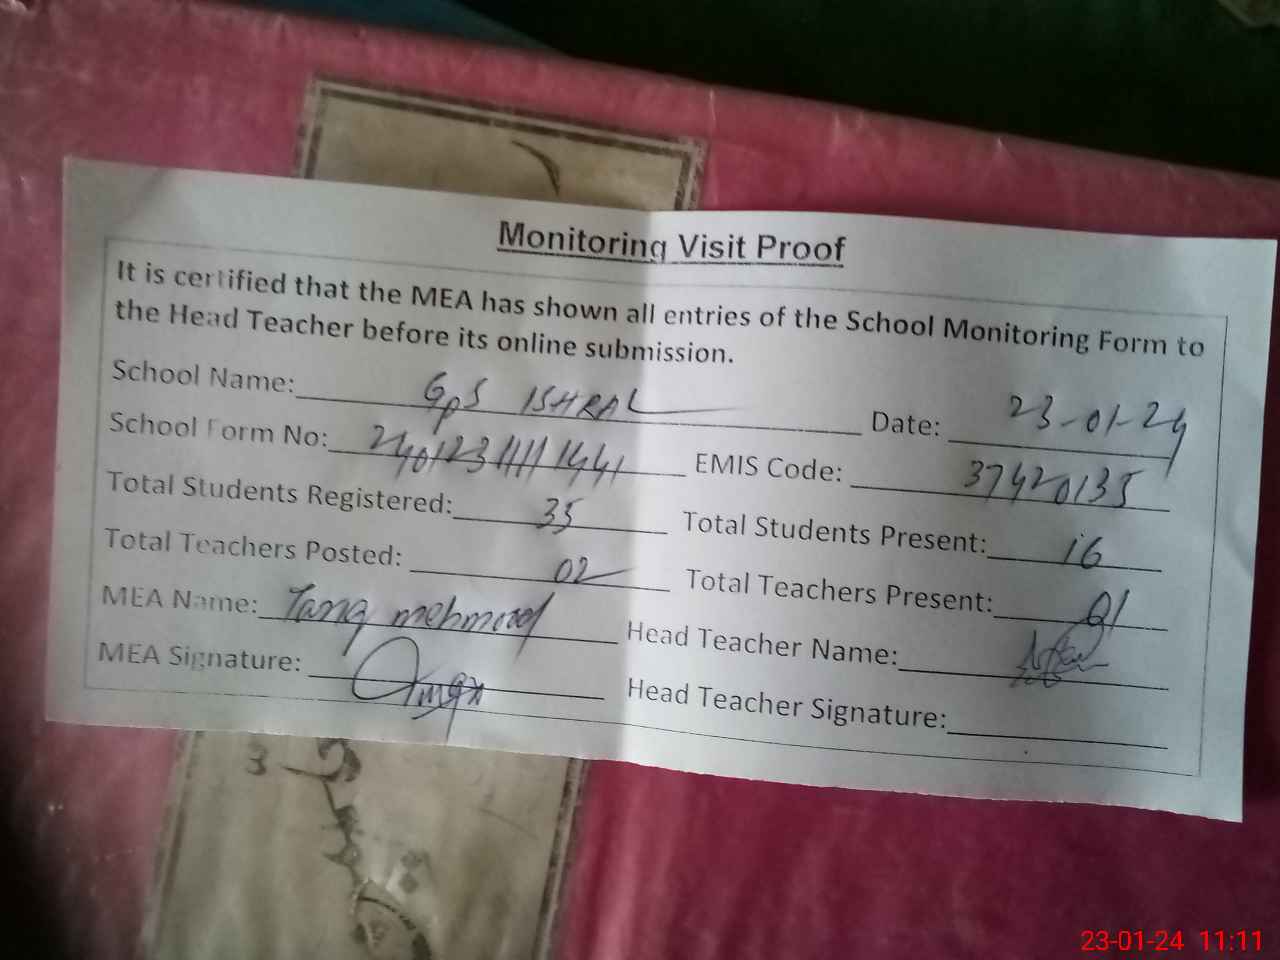 Monitoring Visit Proof
It is certified that the MEA has shown all entries of the School Monitoring Form to
the Head Teacher before its online submission.
School Name: GPS ISHRAL Date: 23-01-24
School Form No: EMIS Code: 37420135
Total Students Registered: 35 Total Students Present: 16
Total Teachers Posted: 02 Total Teachers Present: 01
MEA Name: Tariq mehmood Head Teacher Name:
MEA Signature: Head Teacher Signature:
3
23-01-24 11:11